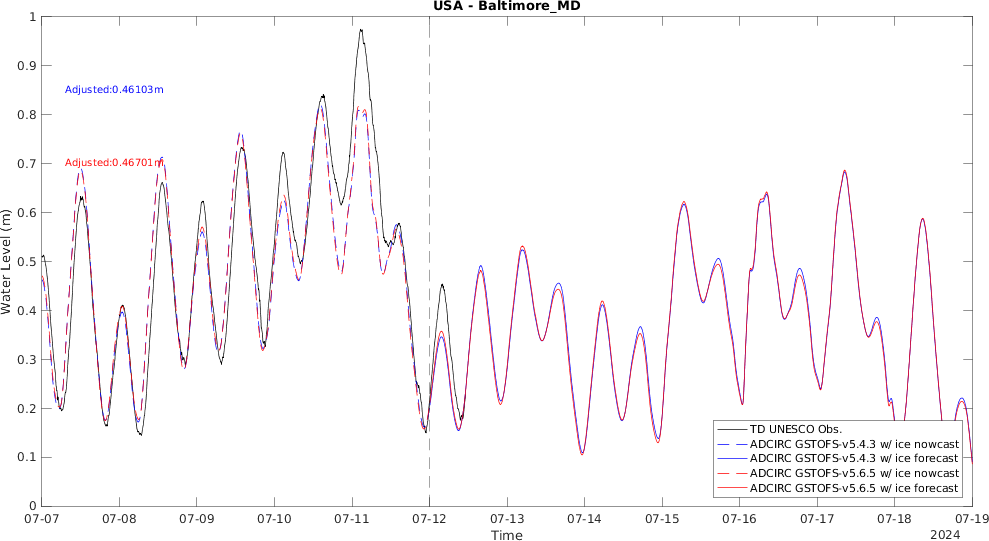 USA - Baltimore_MD
1
0.9
0.8
0.7
0.6
0.5
0.4
0.3
0.2
0.1
0
Water Level (m)
Adjusted:0.46103m
Adjusted:0.46701m
TD UNESCO Obs.
ADCIRC GSTOFS-v5.4.3 w/ ice nowcast
ADCIRC GSTOFS-v5.4.3 w/ ice forecast
ADCIRC GSTOFS-v5.6.5 w/ ice nowcast
ADCIRC GSTOFS-v5.6.5 w/ ice forecast
07-07 07-08 07-09 07-10 07-11 07-12 07-13 07-14 07-15 07-16 07-17 07-18 07-19
Time
2024